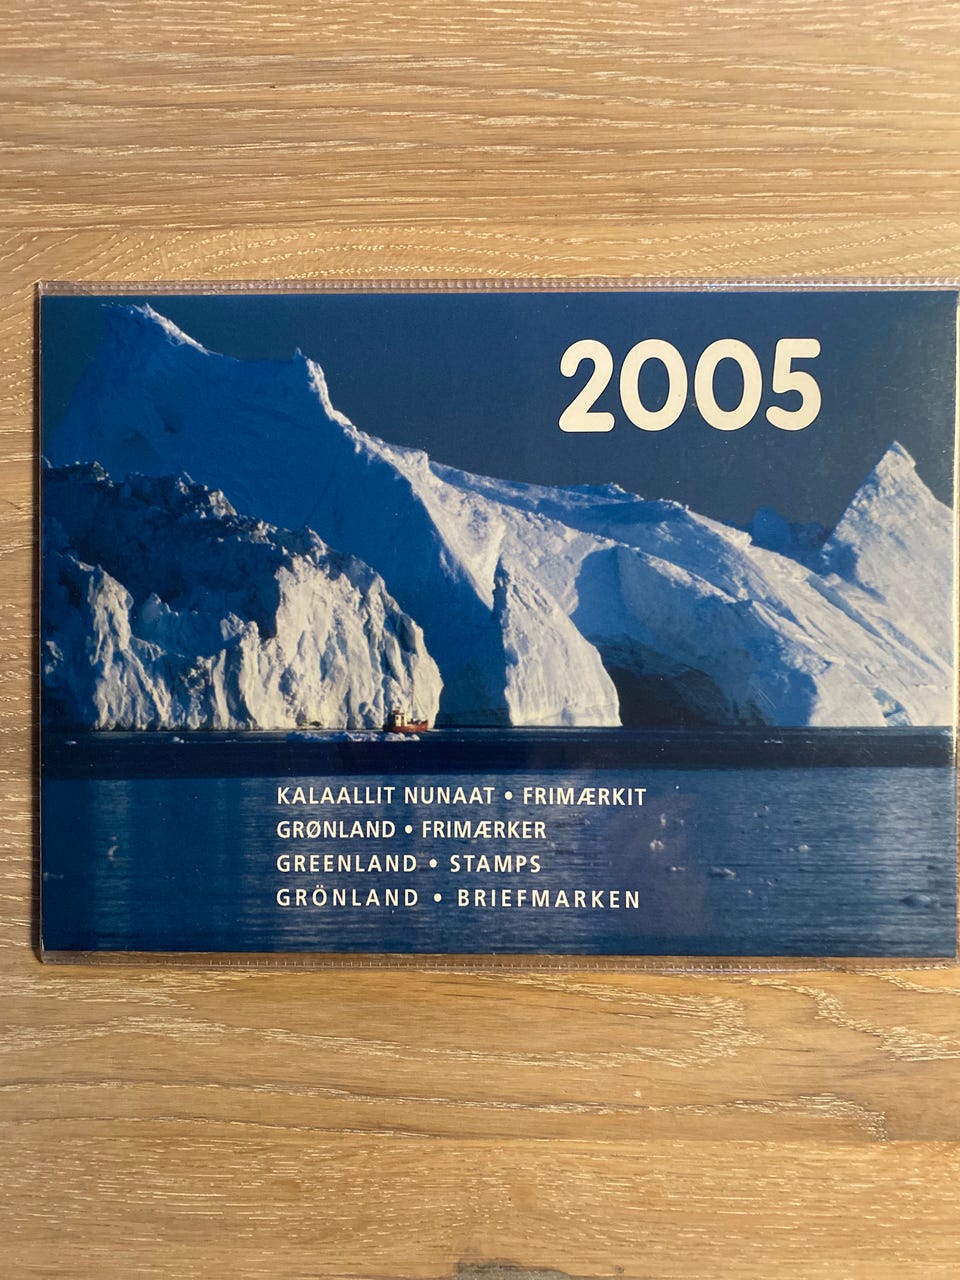 2005
KALAALLIT NUNAAT • FRIMÆRKIT
GRØNLAND • FRIMÆRKER
GREENLAND • STAMPS
GRÖNLAND • BRIEFMARKEN